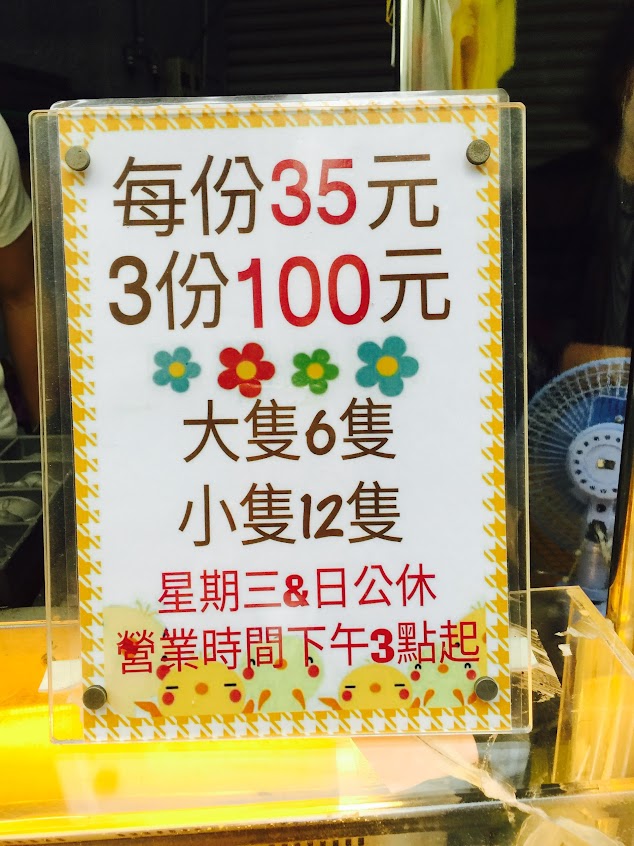 每份35元
3份100元
大隻6隻
小隻12隻
星期三&日公休
營業時間下午3點起